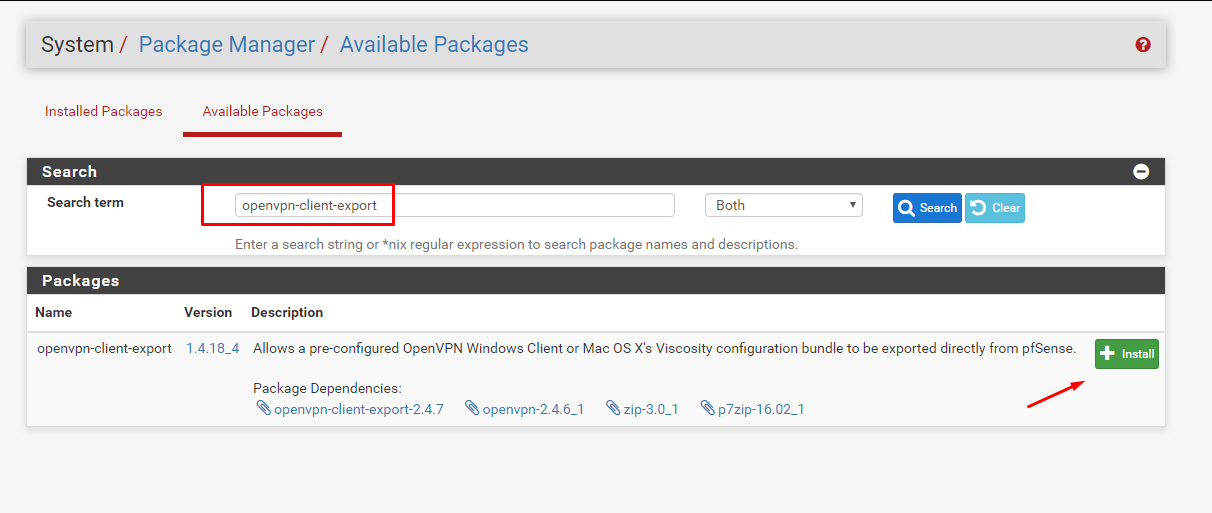 System / Package Manager / Available Packages
Installed Packages Available Packages
Search
Search term openvpn-client-export Both Search Clear
Enter a search string or *nix regular expression to search package names and descriptions.
Packages
Name Version Description
openvpn-client-export 1.4.18_4 Allows a pre-configured OpenVPN Windows Client or Mac OS X's Viscosity configuration bundle to be exported directly from pfSense. Install
Package Dependencies:
openvpn-client-export-2.4.7 openvpn-2.4.6_1 zip-3.0_1 p7zip-16.02_1